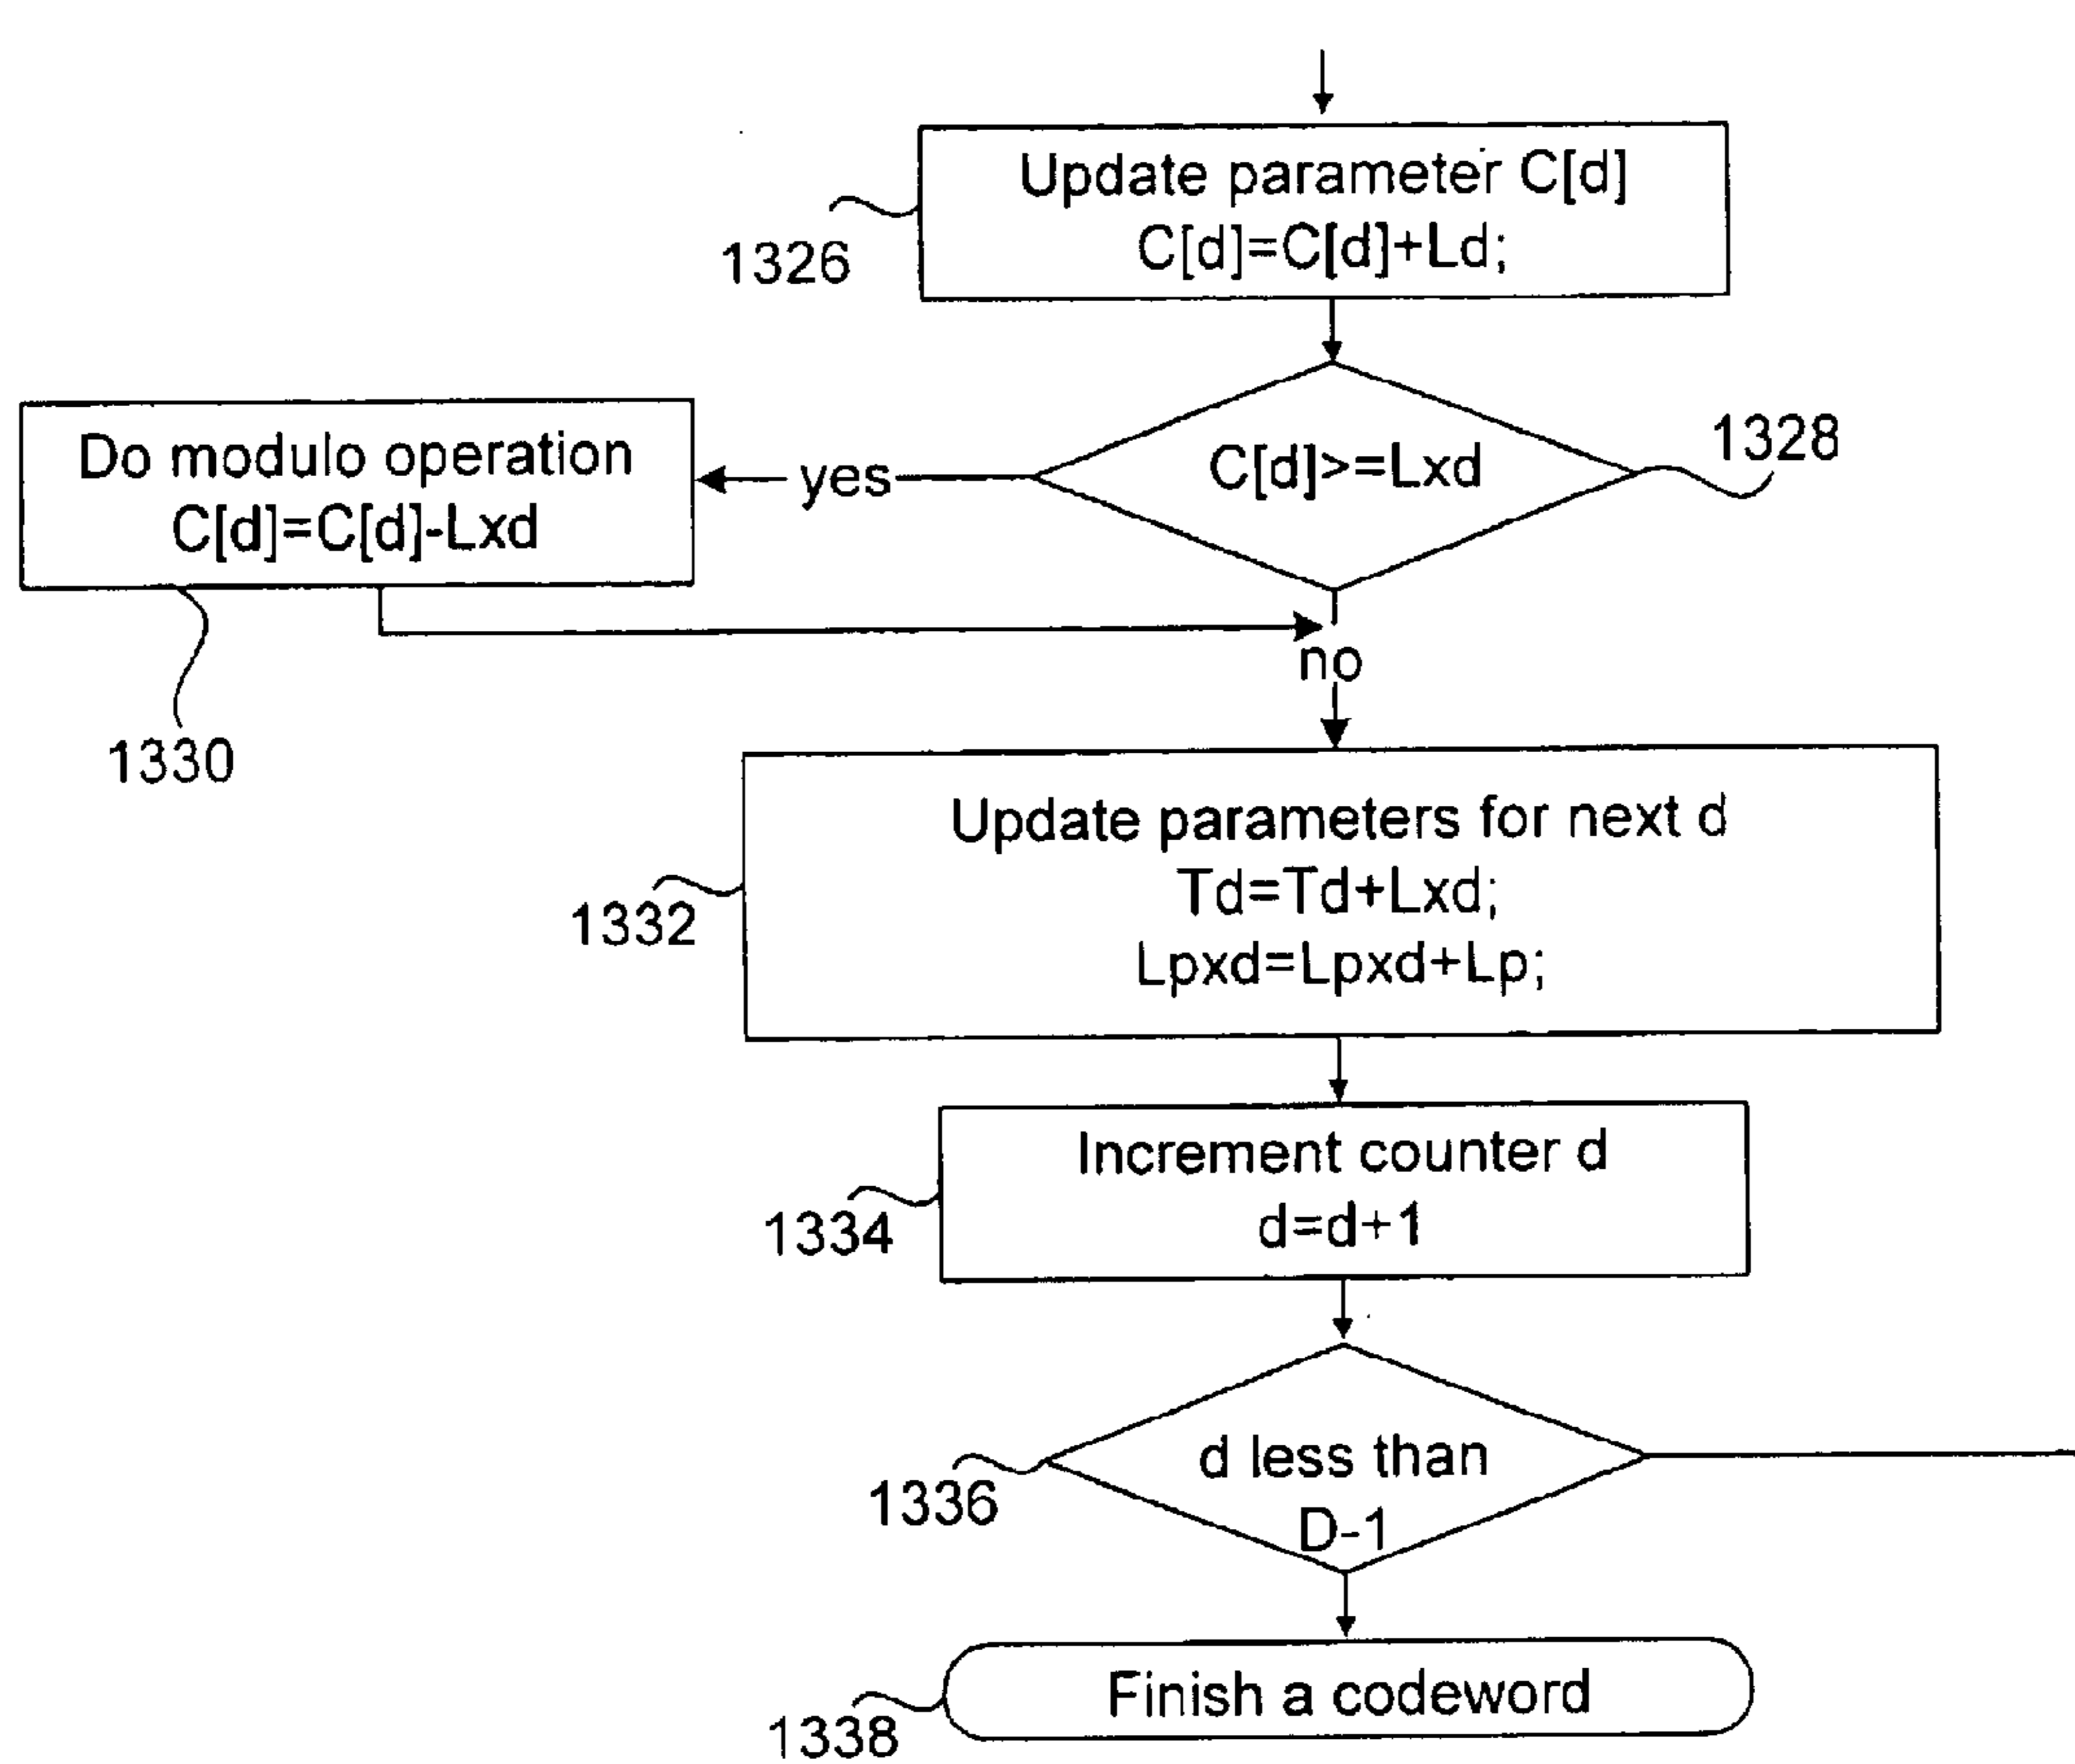 Update parameter C[d]
C[d]=C[d]+Ld;
1326
C[d]>=Lxd
1328
yes
Do modulo operation
C[d]=C[d]-Lxd
1330
no
Update parameters for next d
Td=Td+Lxd;
Lpxd=Lpxd+Lp;
1332
Increment counter d
d=d+1
1334
d less than
D-1
1336
Finish a codeword
1338